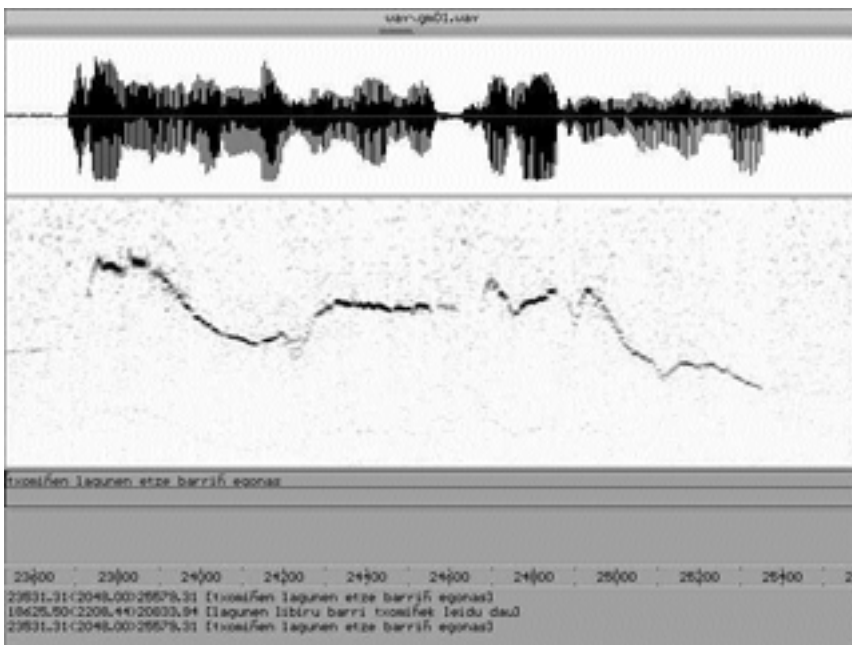 wav.gm01.wav
txomiñen lagunen etze barriñ egonas
23600 23800 24000 24200 24400 24600 24800 25000 25200 25400 2
23531.31(2048.00)25579.31 [txomiñen lagunen etze barriñ egonas]
18625.50(2208.44)20833.94 [lagunen libiru barri txomiñek leidu dau]
23531.31(2048.00)25579.31 [txomiñen lagunen etze barriñ egonas]